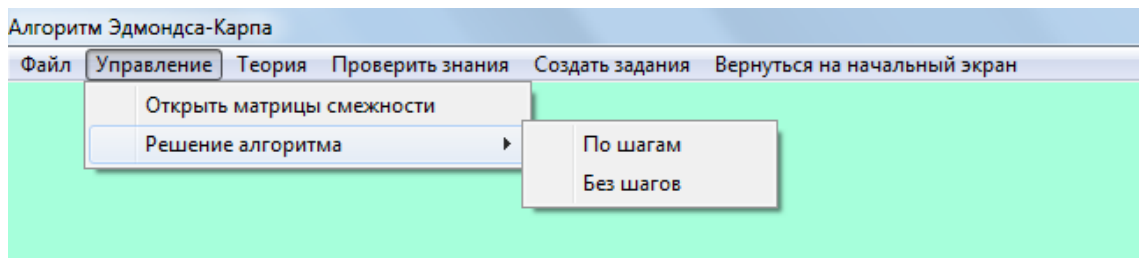 Алгоритм Эдмондса-Карпа
Файл Управление Теория Проверить знания Создать задания Вернуться на начальный экран
Открыть матрицы смежности
Решение алгоритма
По шагам
Без шагов